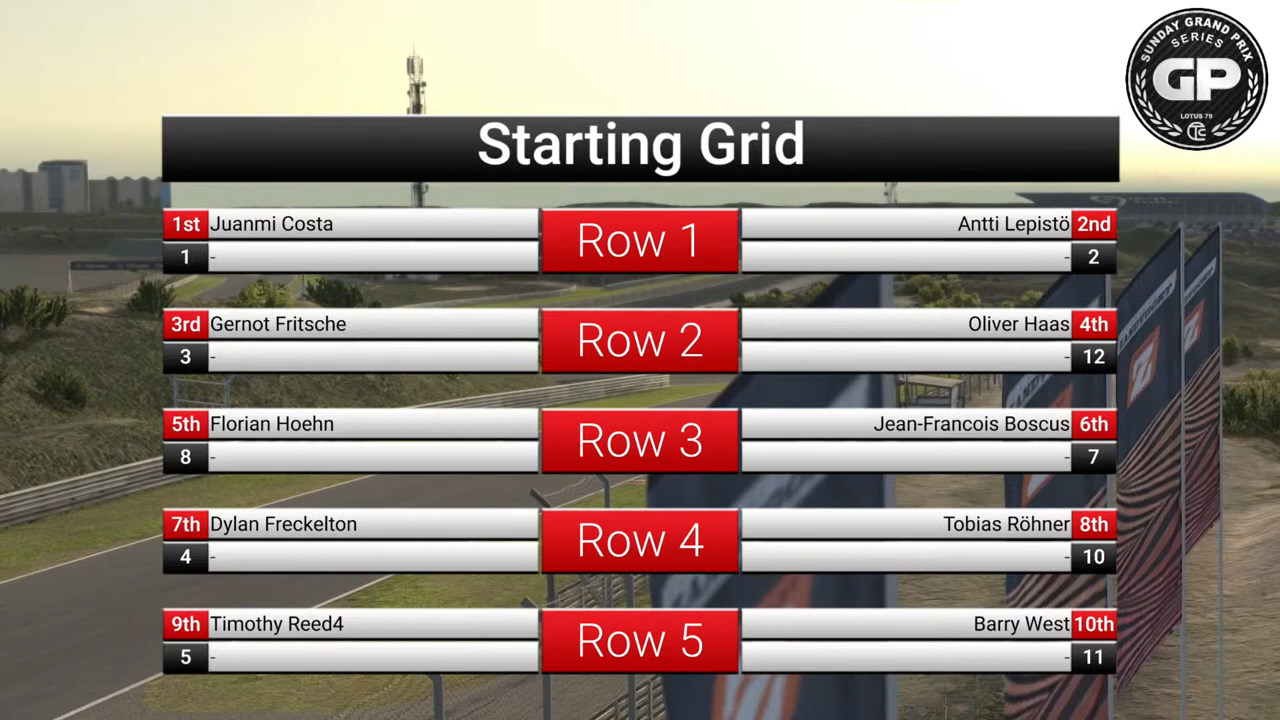 SUNDAY GRAND PRIX
SERIES
GP
LOTUS 79
Starting Grid
1st Juanmi Costa
1 -
Row 1
Antti Lepistö 2nd
- 2
3rd Gernot Fritsche
3 -
Row 2
Oliver Haas 4th
- 12
5th Florian Hoehn
8 -
Row 3
Jean-Francois Boscus 6th
- 7
7th Dylan Freckelton
4 -
Row 4
Tobias Röhner 8th
- 10
9th Timothy Reed4
5 -
Row 5
Barry West 10th
- 11